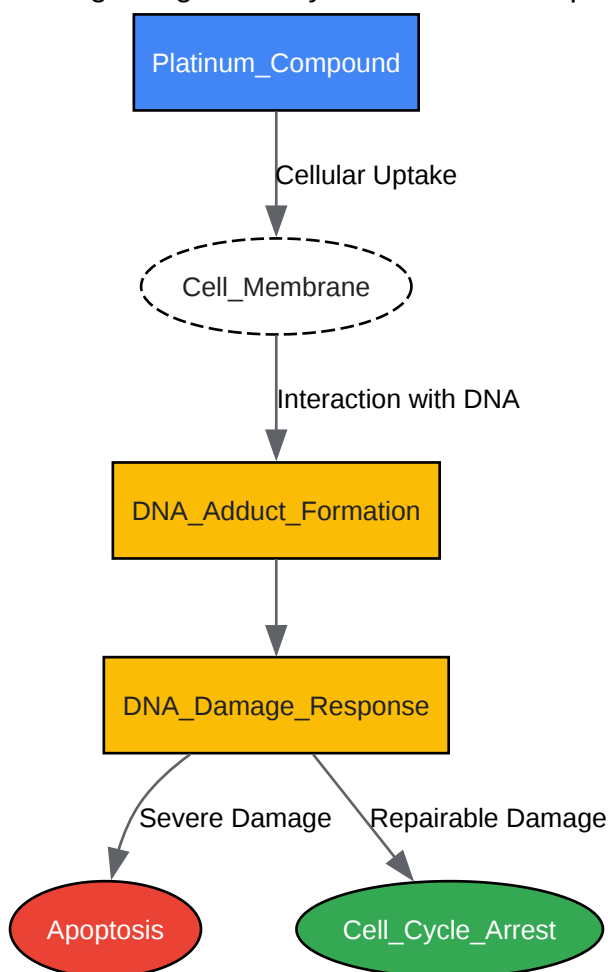 Platinum_Compound
Cellular Uptake
Cell_Membrane
Interaction with DNA
DNA_Adduct_Formation
DNA_Damage_Response
Severe Damage
Repairable Damage
Apoptosis
Cell_Cycle_Arrest